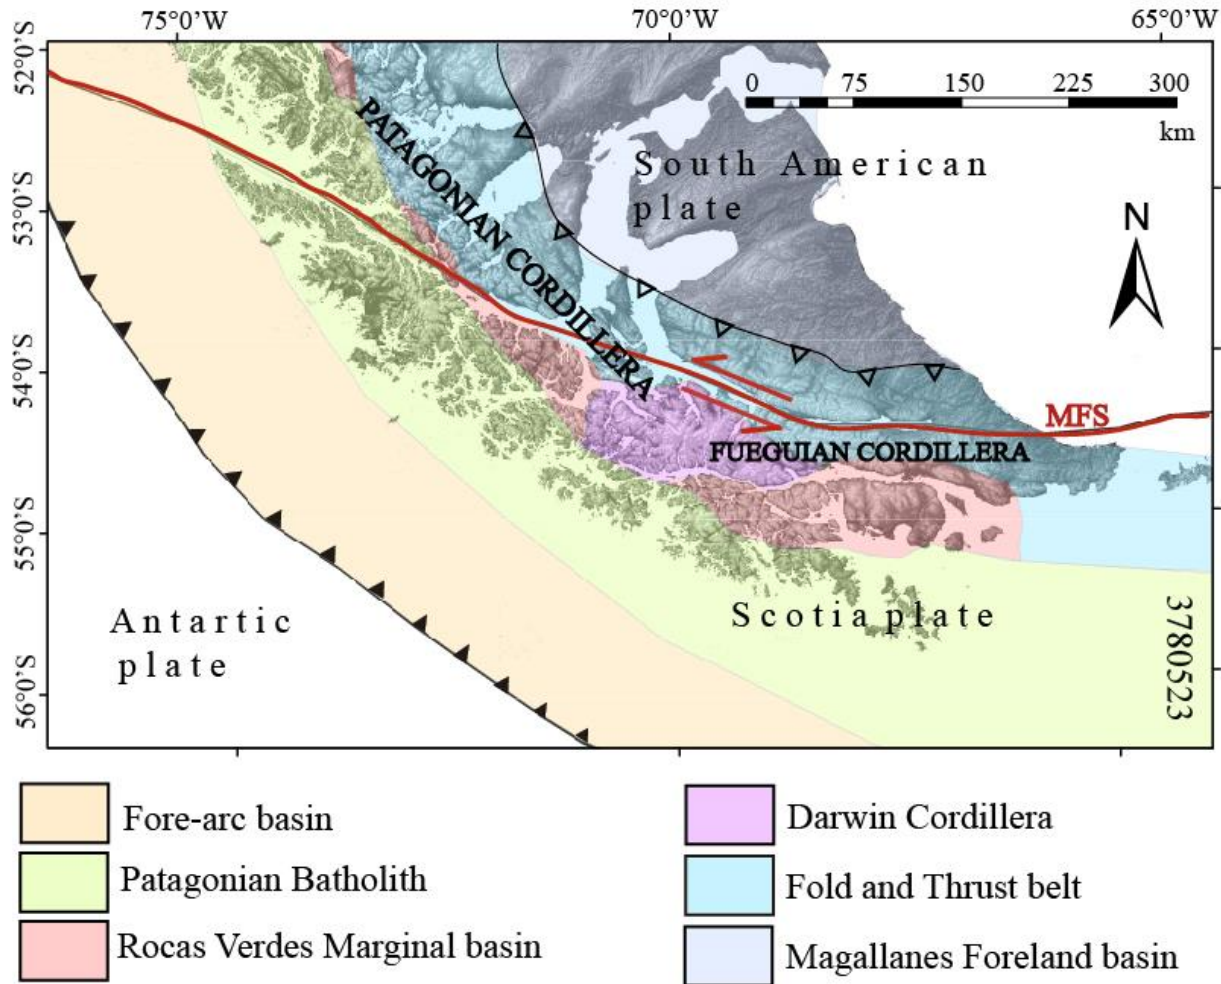 75°0’W 70°0’W 65°0’W
52°0’S
53°0’S
54°0’S
55°0’S
56°0’S
0 75 150 225 300
km
South American
plate
N
PATAGONIAN CORDILLERA
MFS
FUEGUIAN CORDILLERA
Scotia plate
Antartic
plate
3780523
Fore-arc basin
Patagonian Batholith
Rocas Verdes Marginal basin
Darwin Cordillera
Fold and Thrust belt
Magallanes Foreland basin